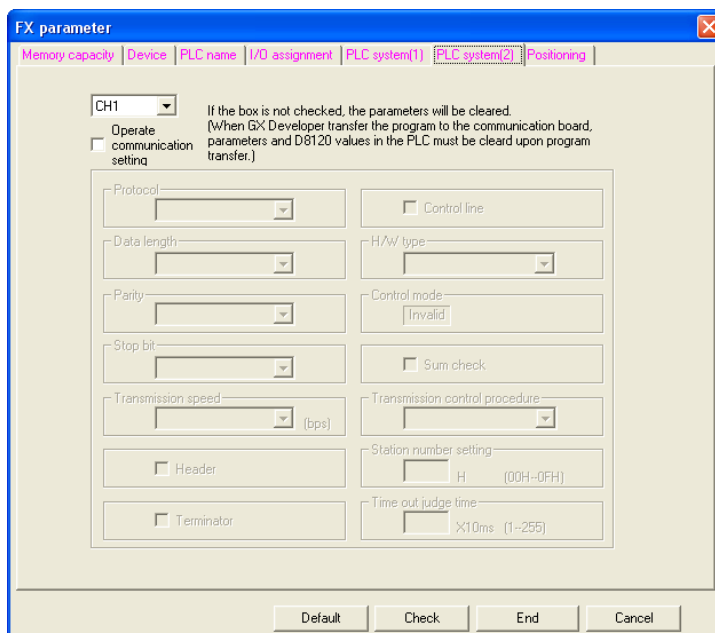 FX parameter
Memory capacity Device PLC name I/O assignment PLC system(1) PLC system(2) Positioning
CH1
If the box is not checked, the parameters will be cleared.
(When GX Developer transfer the program to the communication board,
parameters and D8120 values in the PLC must be cleard upon program
transfer.)
Operate
communication
setting
Protocol
Control line
Data length
H/W type
Parity
Control mode
Invalid
Stop bit
Sum check
Transmission speed
(bps)
Transmission control procedure
Header
Station number setting
H (00H--0FH)
Terminator
Time out judge time
X10ms (1--255)
Default Check End Cancel